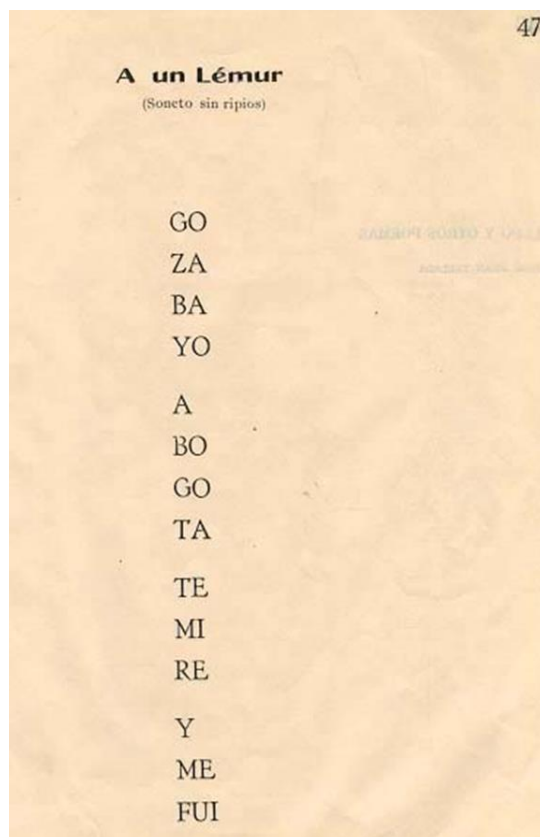 47
A un Lémur
(Soneto sin ripios)
GO
ZA
BA
YO
A
BO
GO
TA
TE
MI
RE
Y
ME
FUI